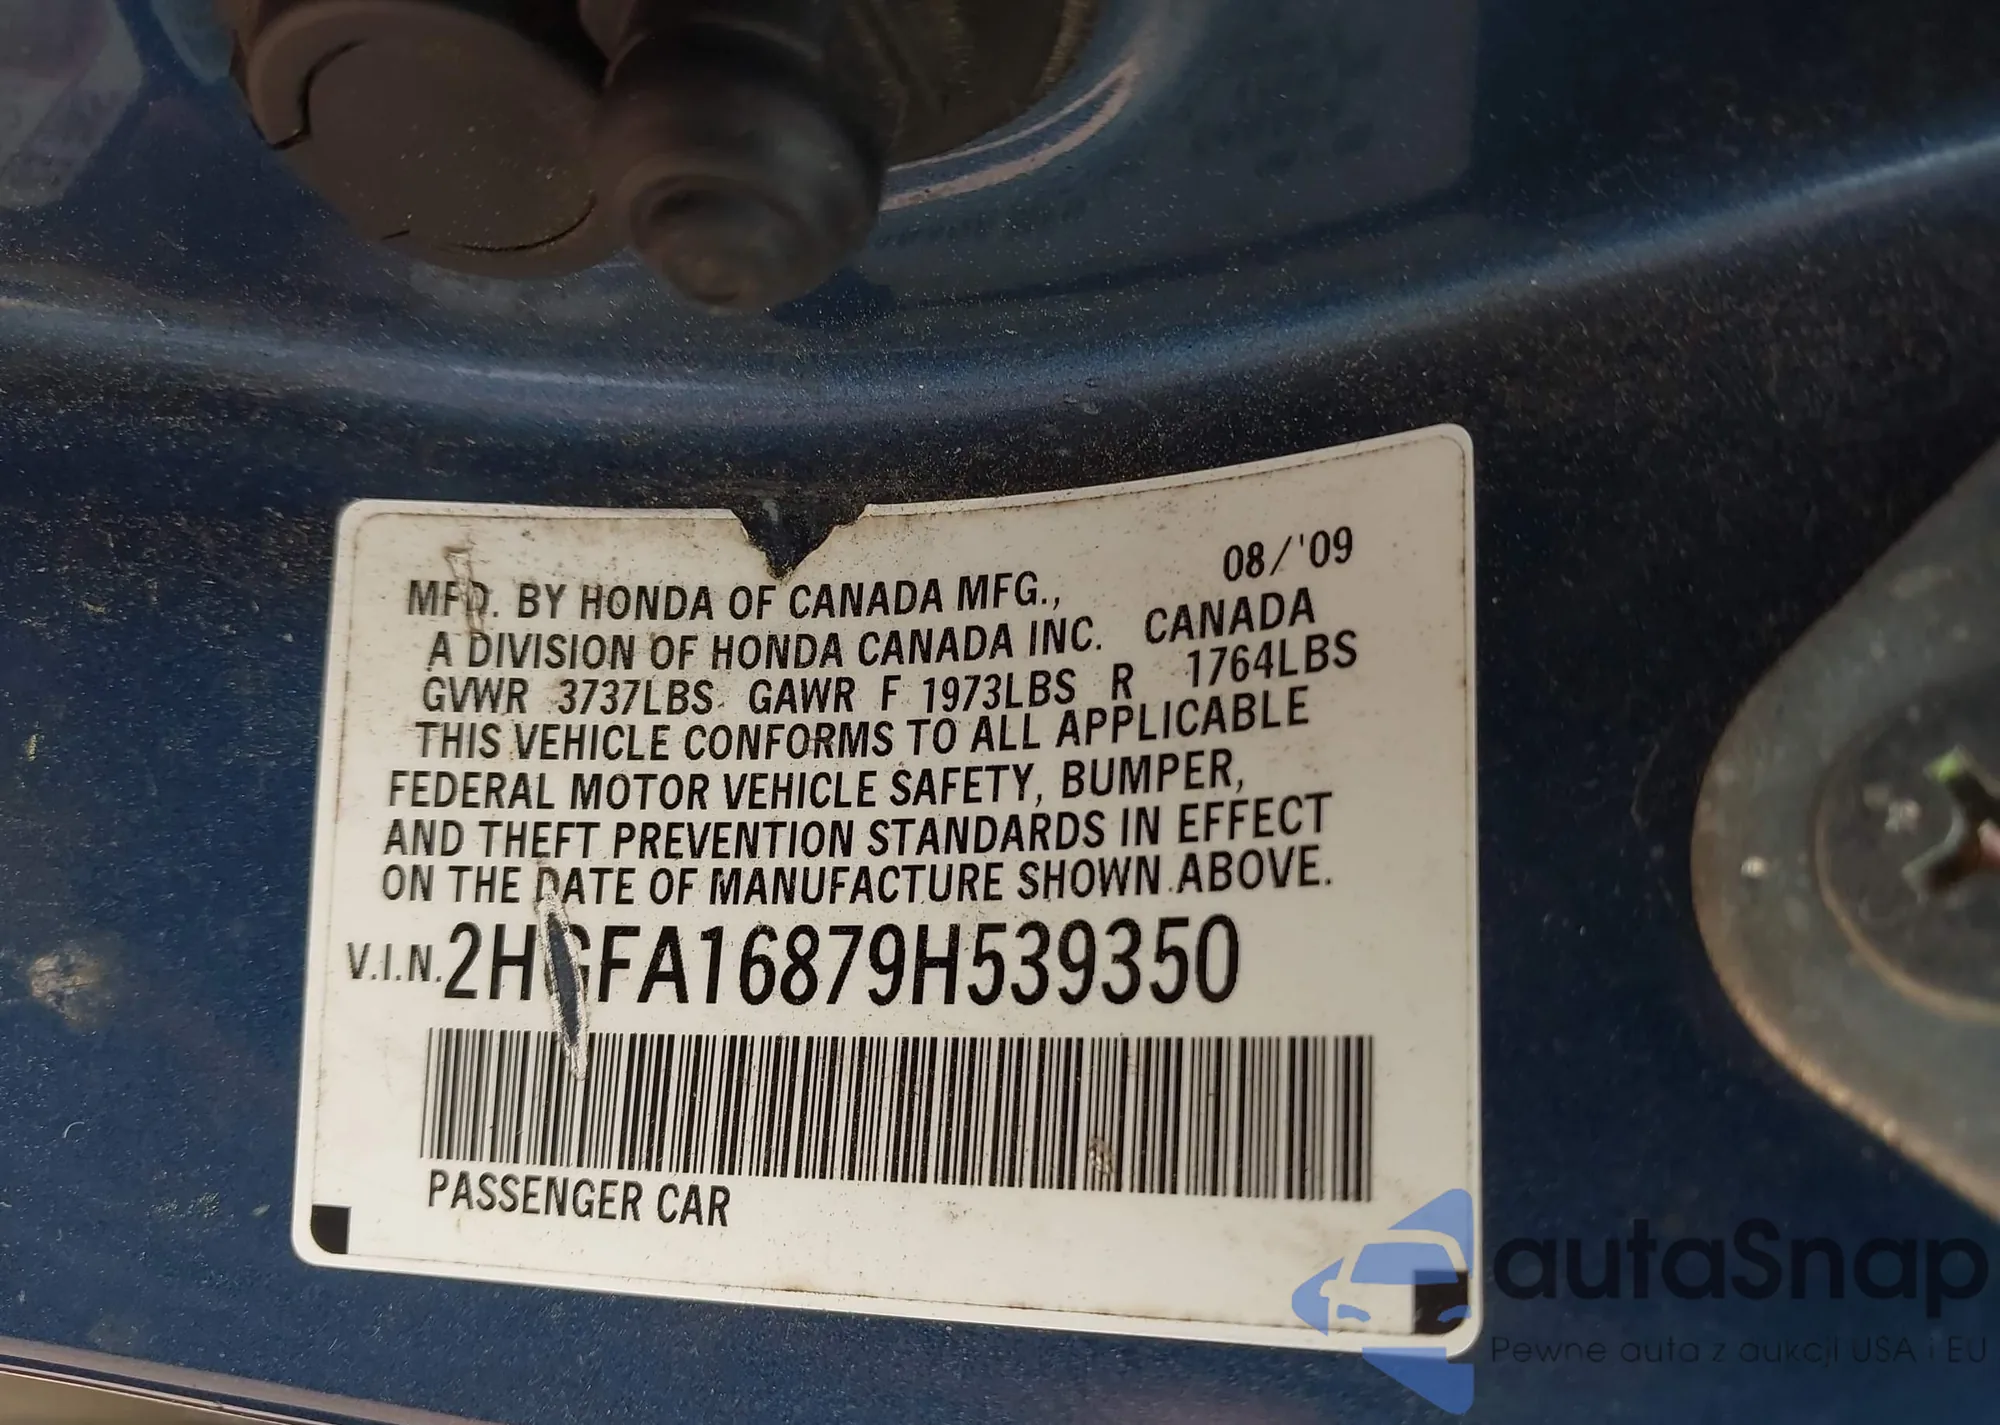 08/'09
MFD. BY HONDA OF CANADA MFG.,
A DIVISION OF HONDA CANADA INC. CANADA
GVWR 3737LBS GAWR F 1973LBS R 1764LBS
THIS VEHICLE CONFORMS TO ALL APPLICABLE
FEDERAL MOTOR VEHICLE SAFETY, BUMPER,
AND THEFT PREVENTION STANDARDS IN EFFECT
ON THE DATE OF MANUFACTURE SHOWN ABOVE.
V.I.N. 2HGFA16879H539350
PASSENGER CAR
autaSnap
Pewne auta z aukcji USA i EU